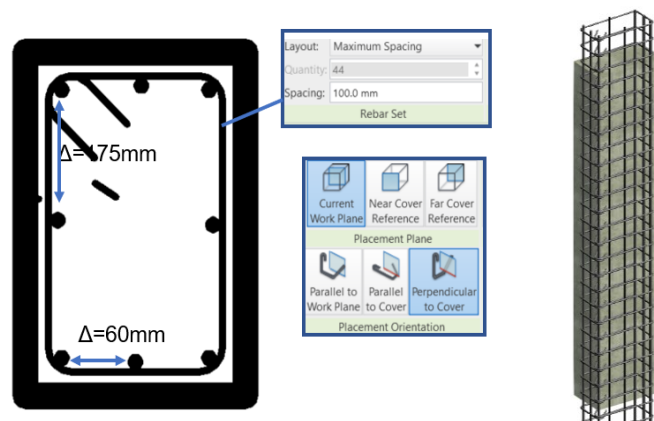 Layout: Maximum Spacing
Quantity: 44
Spacing: 100.0 mm
Rebar Set
Δ=175mm
Current Work Plane
Near Cover Reference
Far Cover Reference
Placement Plane
Parallel to Work Plane
Parallel to Cover
Perpendicular to Cover
Placement Orientation
Δ=60mm